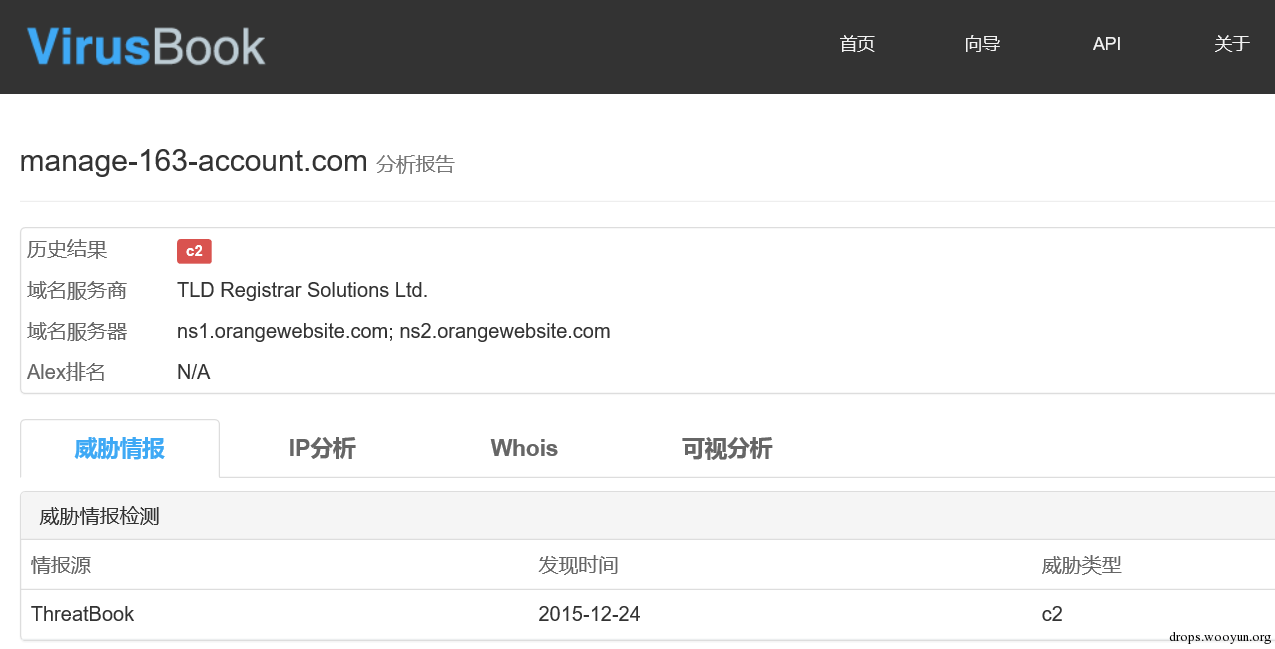 VirusBook 首页 向导 API 关于
manage-163-account.com 分析报告
历史结果 c2
域名服务商 TLD Registrar Solutions Ltd.
域名服务器 ns1.orangewebsite.com; ns2.orangewebsite.com
Alex排名 N/A
威胁情报 IP分析 Whois 可视分析
威胁情报检测
情报源 发现时间 威胁类型
ThreatBook 2015-12-24 c2
drops.wooyun.org